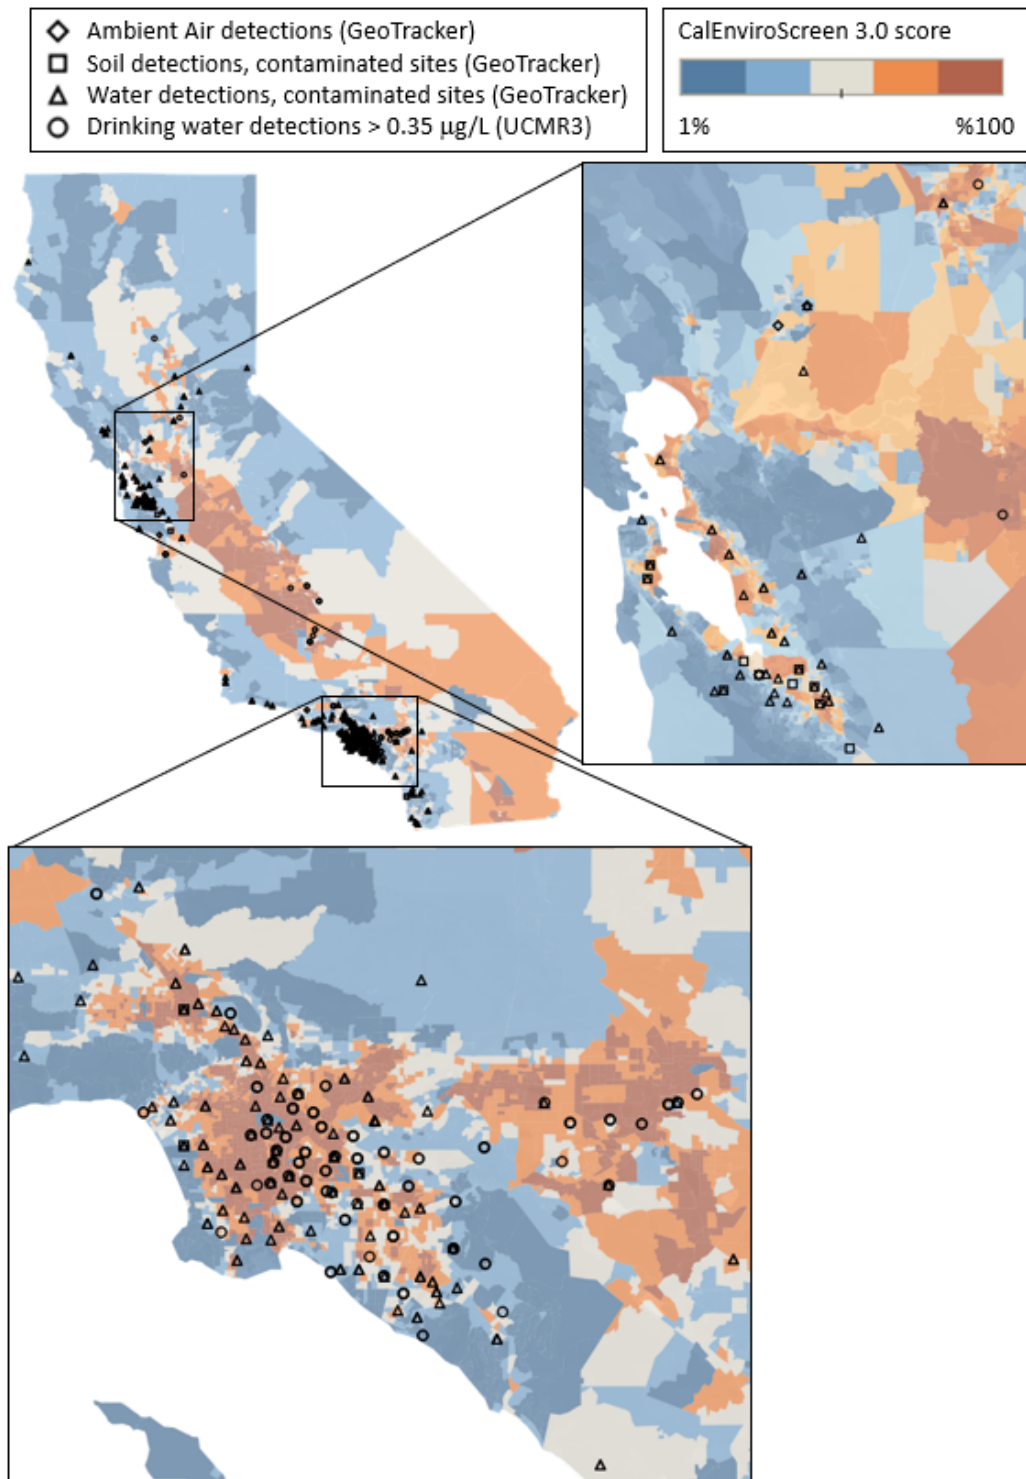 Ambient Air detections (GeoTracker)
Soil detections, contaminated sites (GeoTracker)
Water detections, contaminated sites (GeoTracker)
Drinking water detections > 0.35 µg/L (UCMR3)
CalEnviroScreen 3.0 score
1% %100